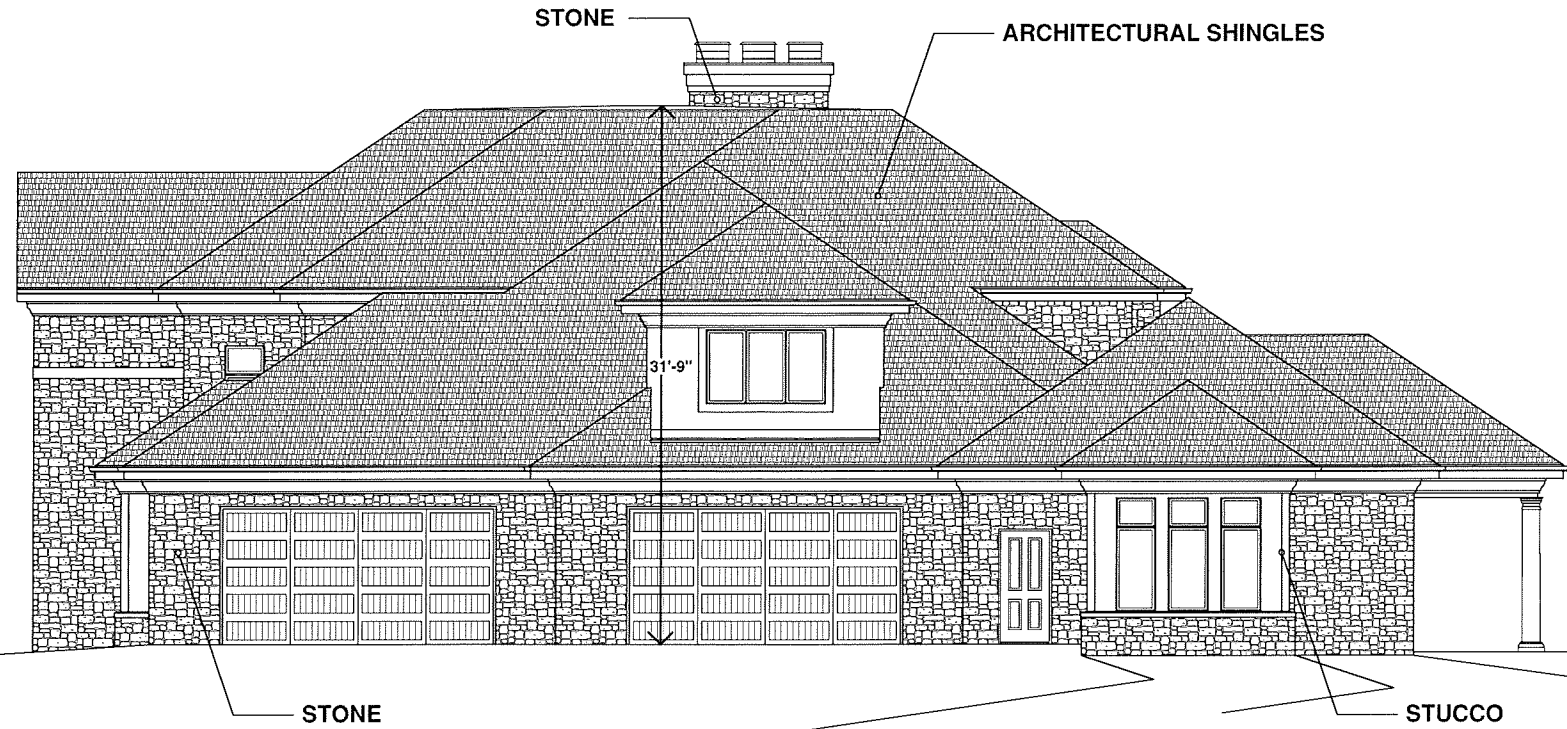 STONE
ARCHITECTURAL SHINGLES
31'-9"
STONE
STUCCO